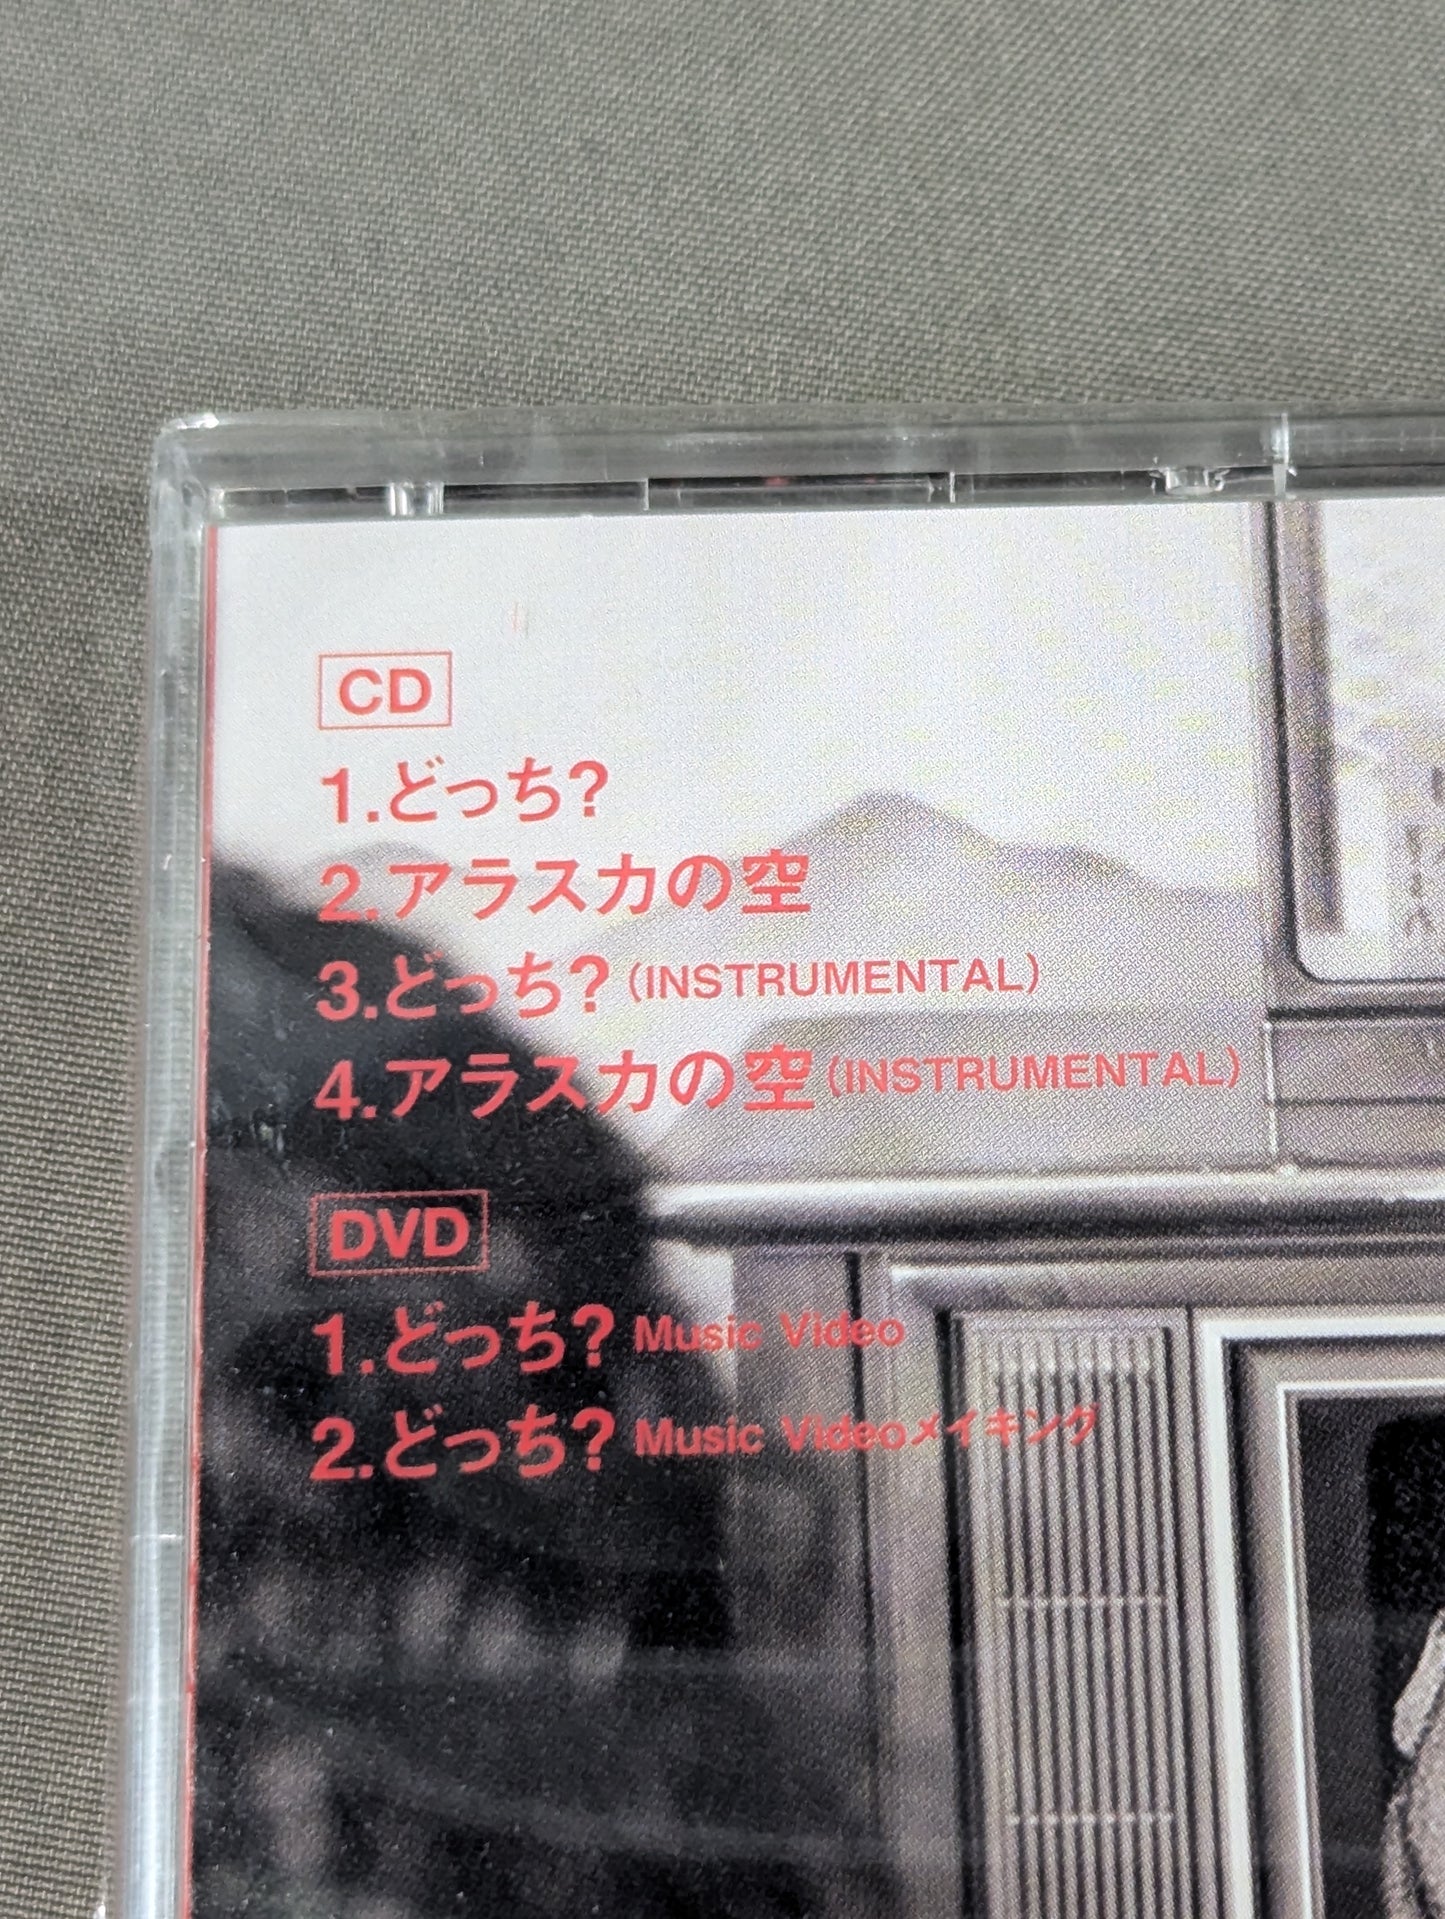 CD
1.どっち?
2.アラスカの空
3.どっち?(INSTRUMENTAL)
4.アラスカの空(INSTRUMENTAL)
DVD
1.どっち? Music Video
2.どっち? Music Videoメイキング